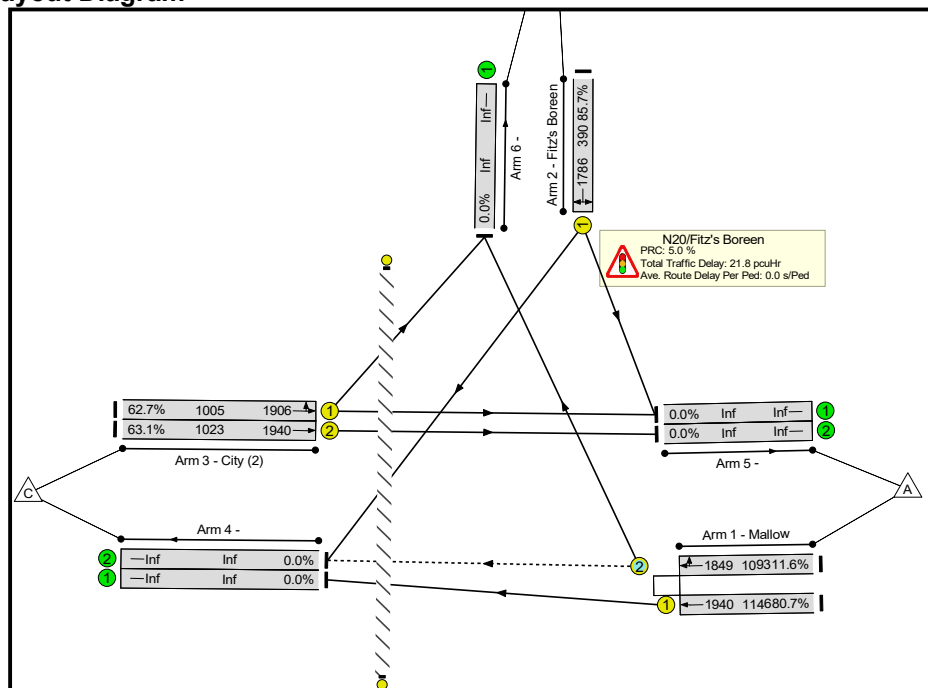 ayout Diagram
1
Inf
Inf
0.0%
Arm 6 -
Arm 2 - Fitz's Boreen
1786 390 85.7%
1
N20/Fitz's Boreen
PRC: 5.0 %
Total Traffic Delay: 21.8 pcuHr
Ave. Route Delay Per Ped: 0.0 s/Ped
62.7% 1005 1906 1
63.1% 1023 1940 2
Arm 3 - City (2)
0.0% Inf Inf 1
0.0% Inf Inf 2
Arm 5 -
C
A
Arm 4 -
2 Inf Inf 0.0%
1 Inf Inf 0.0%
Arm 1 - Mallow
2 1849 109311.6%
1 1940 114680.7%